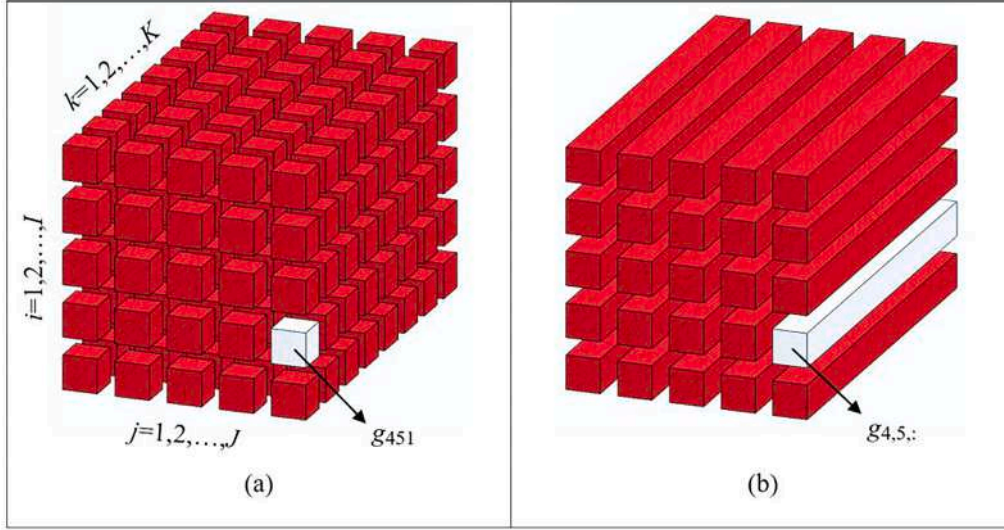 k=1,2,…,K
i=1,2,…,I
j=1,2,…,J
g451
(a)
g4,5,:
(b)